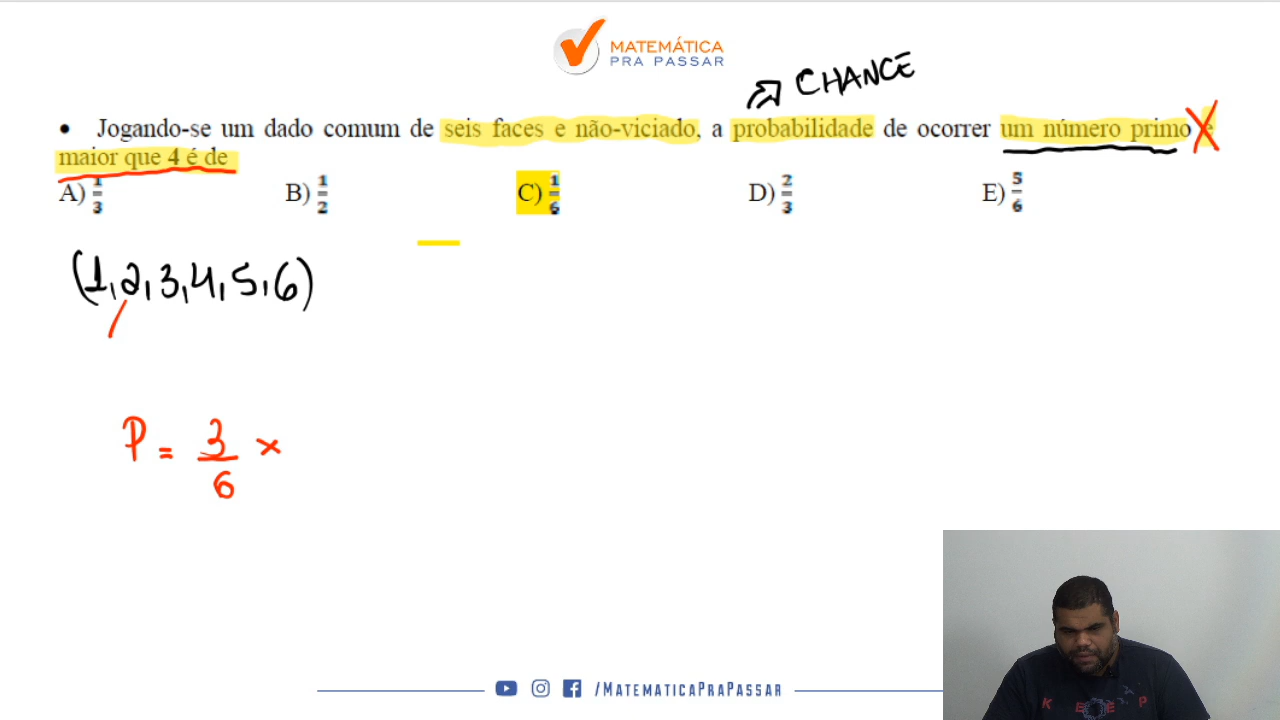 MATEMÁTICA
PRA PASSAR
CHANCE
• Jogando-se um dado comum de seis faces e não-viciado, a probabilidade de ocorrer um número primo e
maior que 4 é de
A) 1/3 B) 1/2 C) 1/6 D) 2/3 E) 5/6
(1,2,3,4,5,6)
P = 3/6 ×
K E E P
/MATEMATICAPRAPASSAR